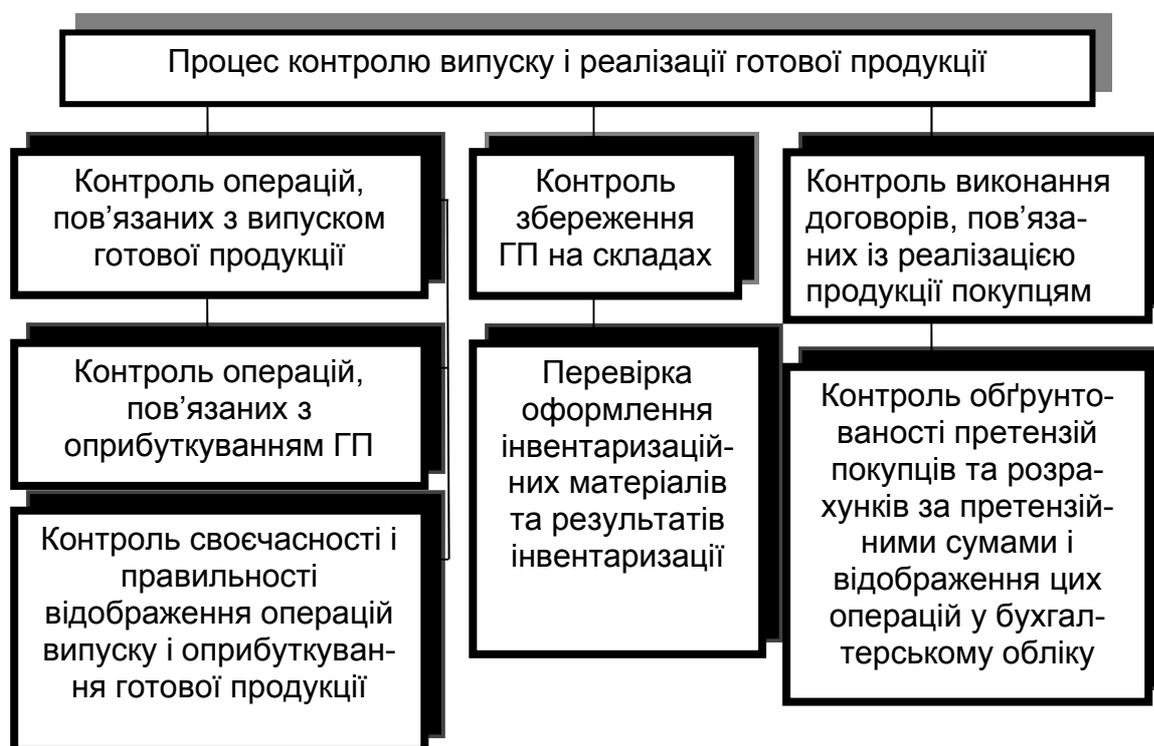 Процес контролю випуску і реалізації готової продукції
Контроль операцій,
пов’язаних з випуском
готової продукції
Контроль операцій,
пов’язаних з
оприбуткуванням ГП
Контроль своєчасності і
правильності
відображення операцій
випуску і оприбуткуван-
ня готової продукції
Контроль
збереження
ГП на складах
Перевірка
оформлення
інвентаризацій-
них матеріалів
та результатів
інвентаризації
Контроль виконання
договорів, пов’яза-
них із реалізацією
продукції покупцям
Контроль обґрунто-
ваності претензій
покупців та розра-
хунків за претензій-
ними сумами і
відображення цих
операцій у бухгал-
терському обліку